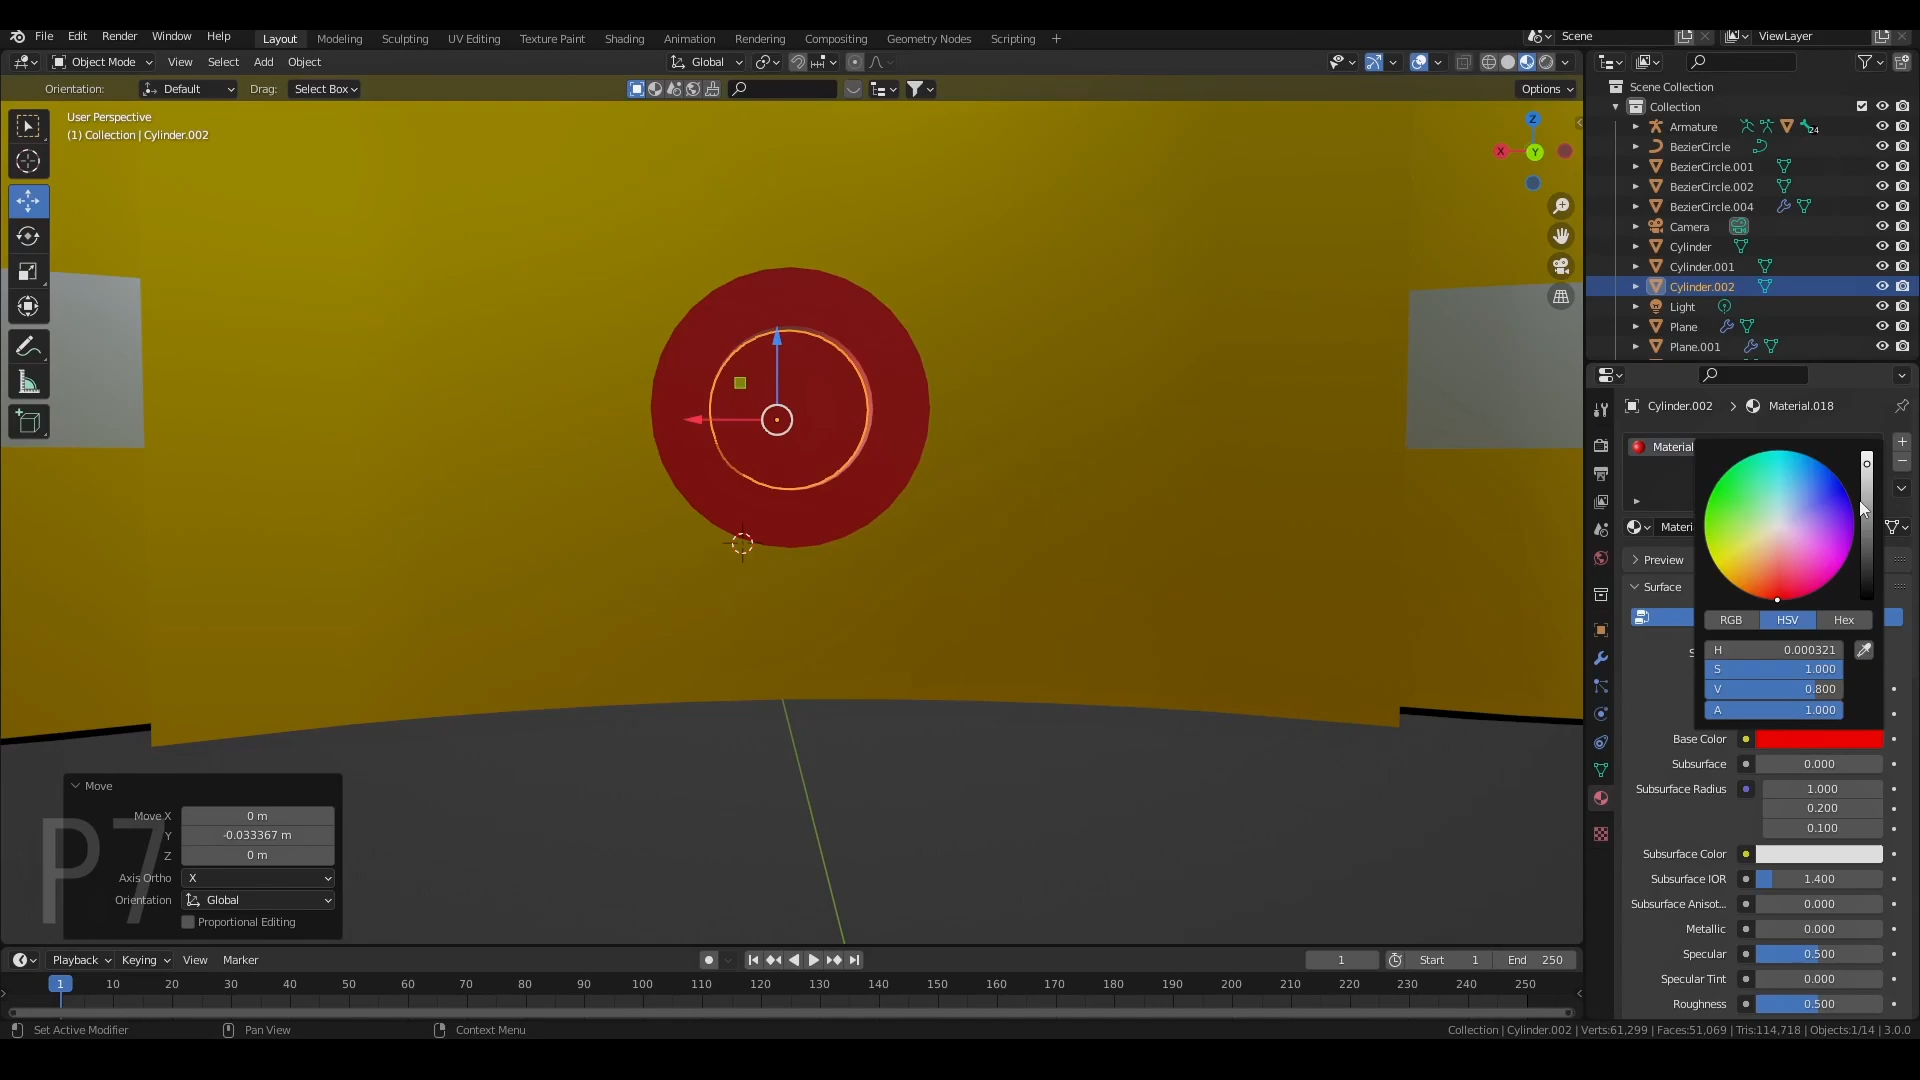 File Edit Render Window Help
Layout Modeling Sculpting UV Editing Texture Paint Shading Animation Rendering Compositing Geometry Nodes Scripting +
Scene ViewLayer
Object Mode View Select Add Object Global
Orientation: Default Drag: Select Box Options
User Perspective
(1) Collection | Cylinder.002
Z
X Y
Scene Collection
Collection
Armature 24
BezierCircle
BezierCircle.001
BezierCircle.002
BezierCircle.004
Camera
Cylinder
Cylinder.001
Cylinder.002
Light
Plane
Plane.001
Cylinder.002 > Material.018
Material
Preview
Surface
RGB HSV Hex
H 0.000321
S 1.000
V 0.800
A 1.000
Base Color
Subsurface 0.000
Subsurface Radius 1.000
0.200
0.100
Subsurface Color
Subsurface IOR 1.400
Subsurface Anisot... 0.000
Metallic 0.000
Specular 0.500
Specular Tint 0.000
Roughness 0.500
Move
Move X 0 m
Y -0.033367 m
Z 0 m
Axis Ortho X
Orientation Global
Proportional Editing
P7
Playback Keying View Marker 1 Start 1 End 250
1 10 20 30 40 50 60 70 80 90 100 110 120 130 140 150 160 170 180 190 200 210 220 230 240 250
Set Active Modifier Pan View Context Menu
Collection | Cylinder.002 | Verts:61,299 | Faces:51,069 | Tris:114,718 | Objects:1/14 | 3.0.0